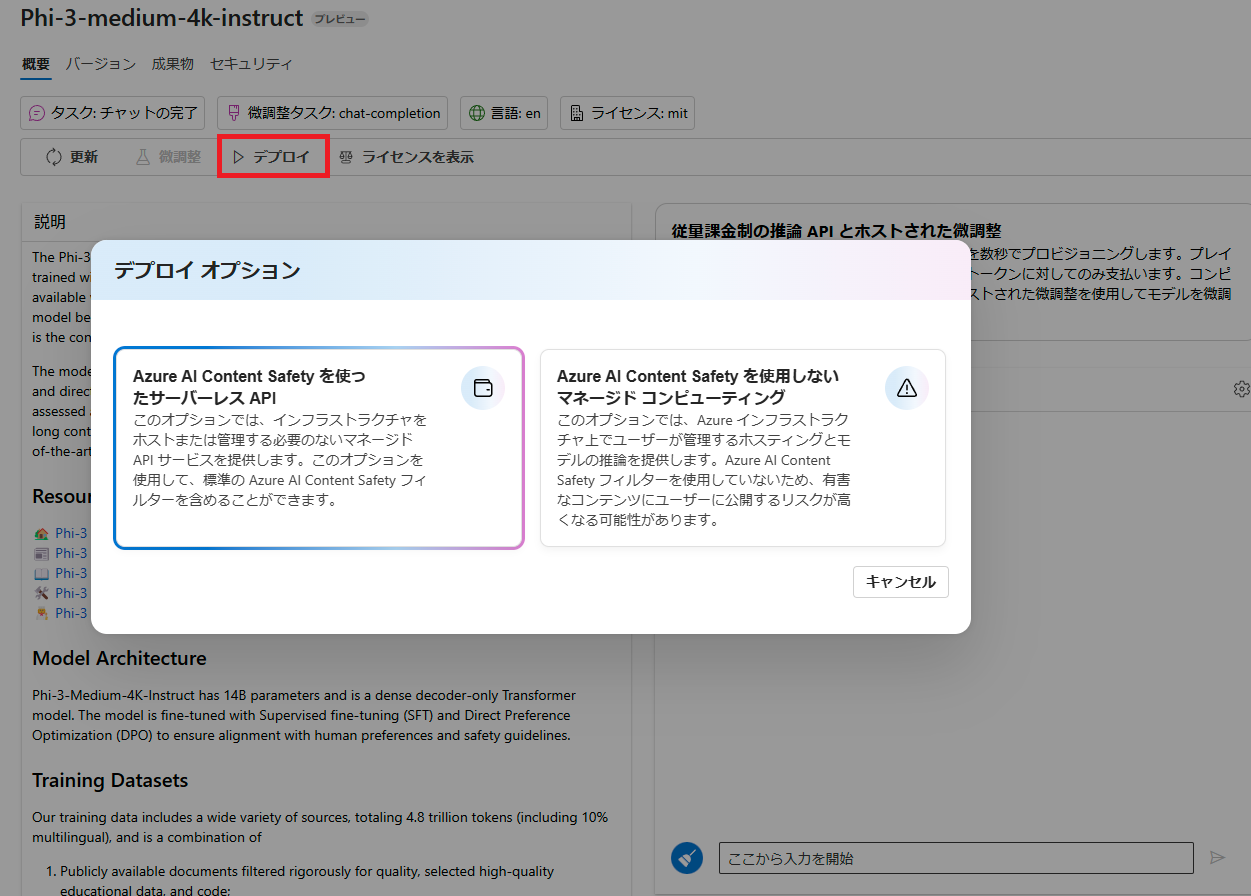 Phi-3-medium-4k-instruct プレビュー
概要 バージョン 成果物 セキュリティ
タスク: チャットの完了 微調整タスク: chat-completion 言語: en ライセンス: mit
更新 微調整 デプロイ ライセンスを表示
説明
The Phi-3
trained wi
available
model be
is the con
The mode
and direc
assessed
long cont
of-the-art
Resour
Phi-3
Phi-3
Phi-3
Phi-3
Phi-3
Model Architecture
Phi-3-Medium-4K-Instruct has 14B parameters and is a dense decoder-only Transformer
model. The model is fine-tuned with Supervised fine-tuning (SFT) and Direct Preference
Optimization (DPO) to ensure alignment with human preferences and safety guidelines.
Training Datasets
Our training data includes a wide variety of sources, totaling 4.8 trillion tokens (including 10%
multilingual), and is a combination of
1. Publicly available documents filtered rigorously for quality, selected high-quality
educational data, and code;
従量課金制の推論 API とホストされた微調整
を数秒でプロビジョニングします。プレイ
トークンに対してのみ支払います。コンピ
ストされた微調整を使用してモデルを微調
デプロイ オプション
Azure AI Content Safety を使つ
たサーバーレス API
このオプションでは、インフラストラクチャを
ホストまたは管理する必要のないマネージド
API サービスを提供します。このオプションを
使用して、標準の Azure AI Content Safety フィ
ルターを含めることができます。
Azure AI Content Safety を使用しない
マネージド コンピューティング
このオプションでは、Azure インフラストラク
チャ上でユーザーが管理するホスティングとモ
デルの推論を提供します。Azure AI Content
Safety フィルターを使用していないため、有害
なコンテンツにユーザーに公開するリスクが高
くなる可能性があります。
キャンセル
ここから入力を開始